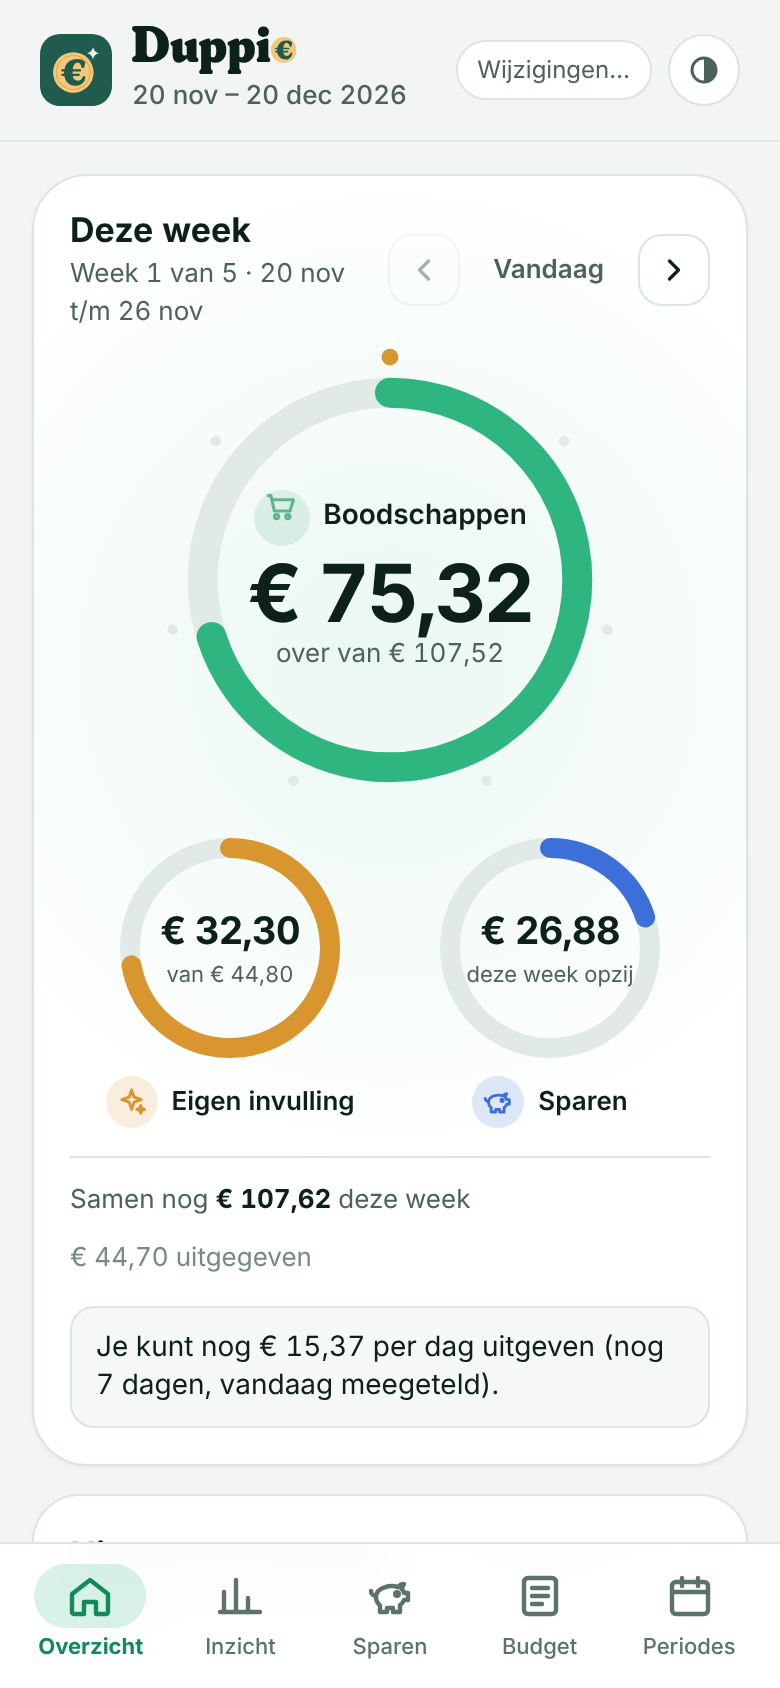 Duppi€
20 nov – 20 dec 2026
Wijzigingen...
Deze week
Week 1 van 5 · 20 nov
t/m 26 nov
Vandaag
Boodschappen
€ 75,32
over van € 107,52
€ 32,30
van € 44,80
Eigen invulling
€ 26,88
deze week opzij
Sparen
Samen nog € 107,62 deze week
€ 44,70 uitgegeven
Je kunt nog € 15,37 per dag uitgeven (nog
7 dagen, vandaag meegeteld).
Overzicht
Inzicht
Sparen
Budget
Periodes